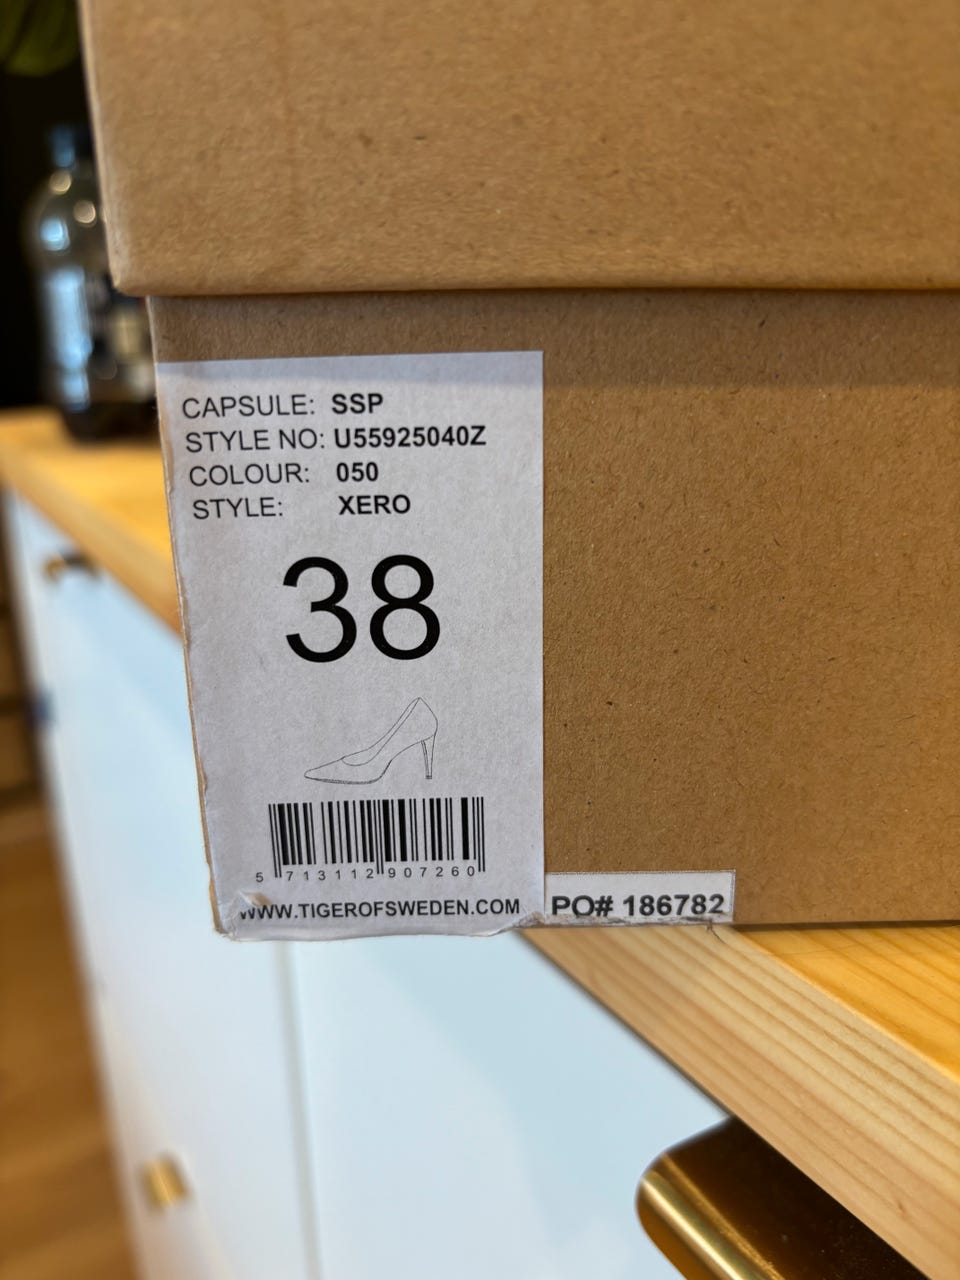 CAPSULE: SSP
STYLE NO: U55925040Z
COLOUR: 050
STYLE: XERO
38
5 713112 907260
WWW.TIGEROFSWEDEN.COM
PO# 186782